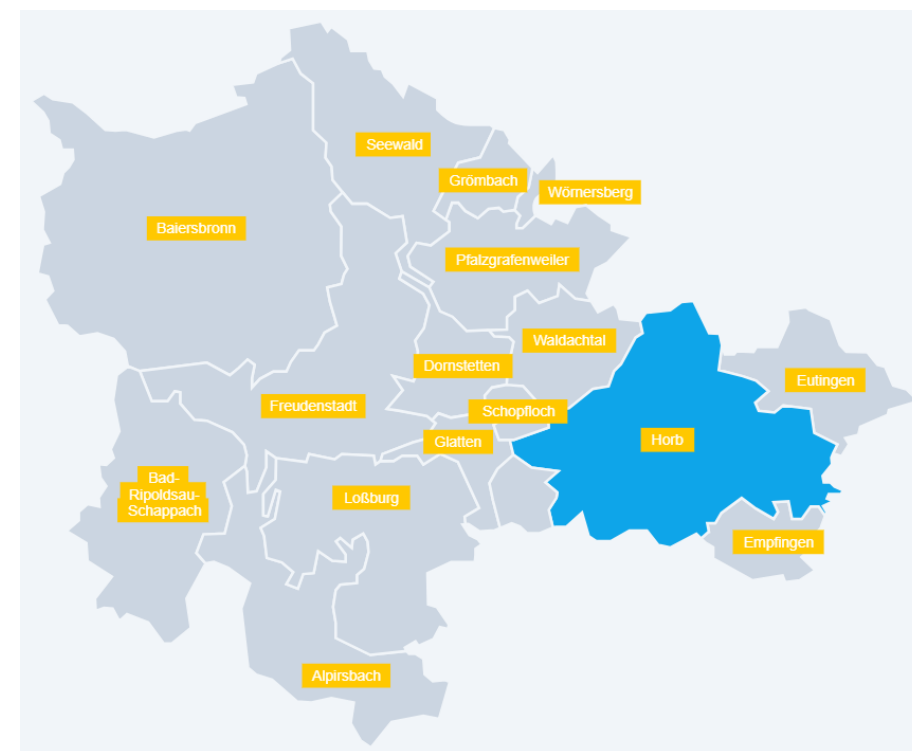 Seewald
Grömbach
Wörnersberg
Baiersbronn
Pfalzgrafenweiler
Waldachtal
Dornstetten
Eutingen
Freudenstadt
Schopfloch
Glatten
Horb
Bad-
Ripoldsau-
Schappach
Loßburg
Empfingen
Alpirsbach